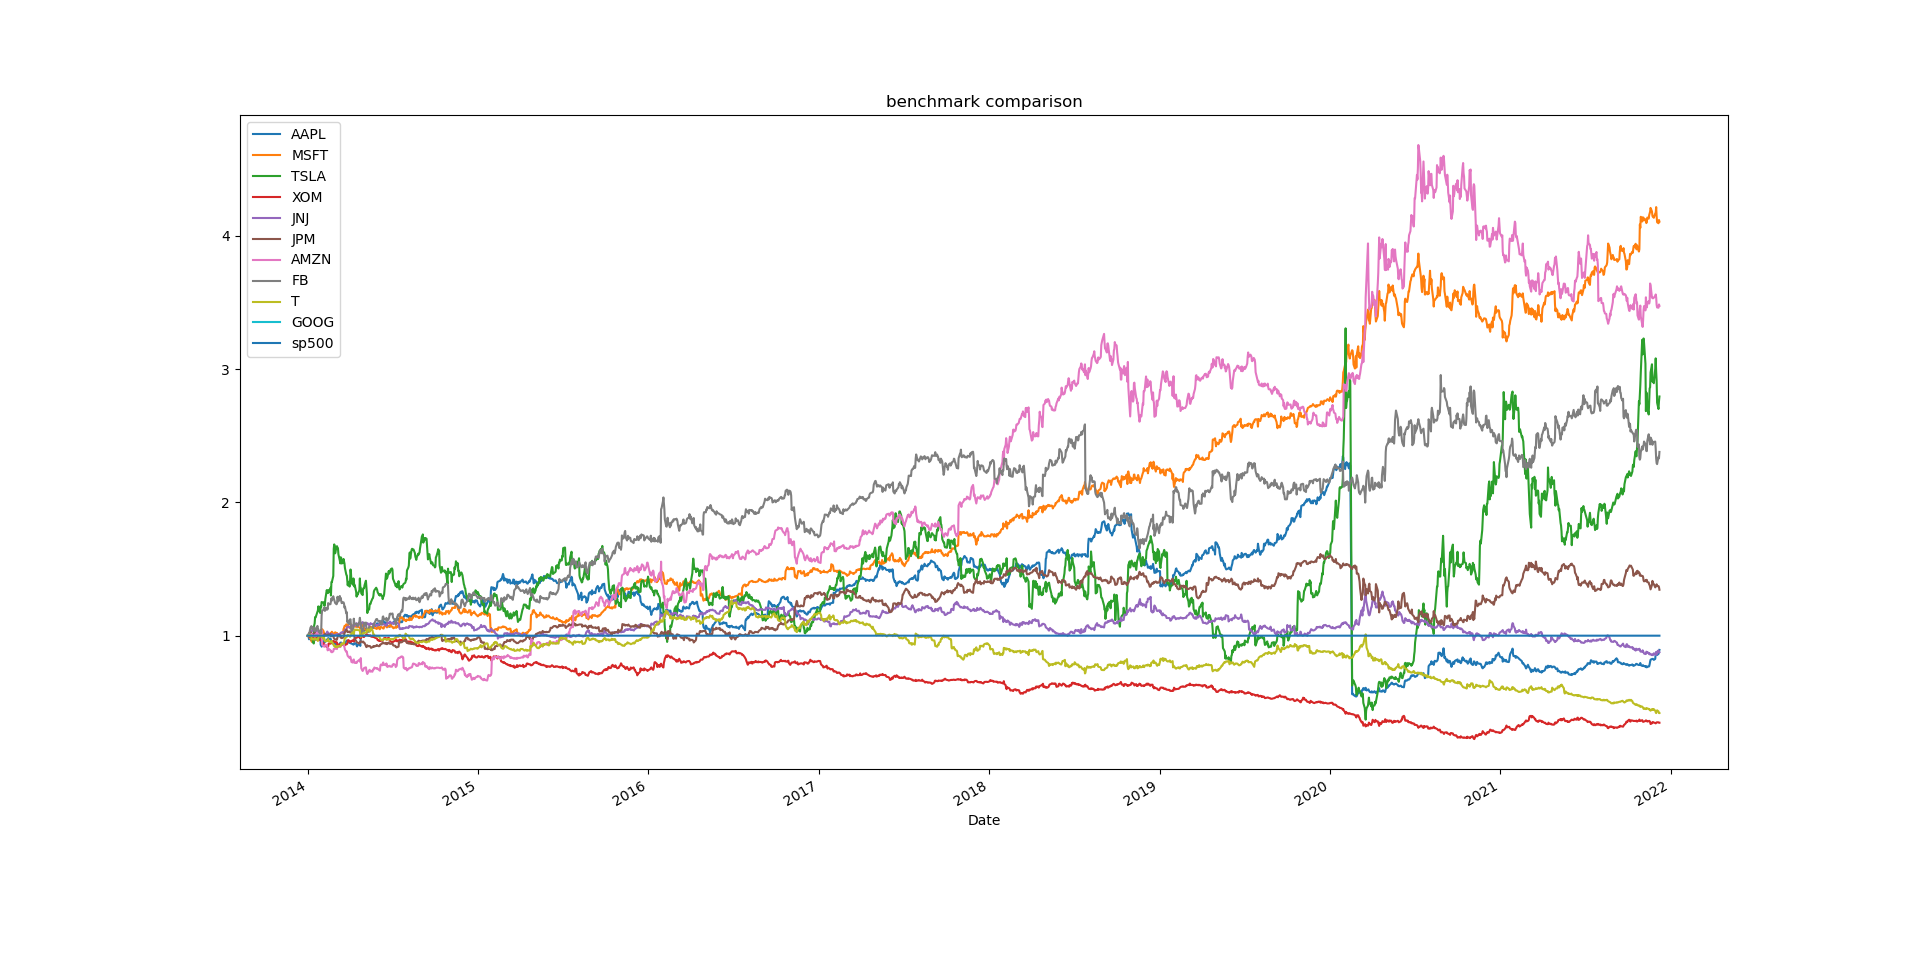 benchmark comparison
AAPL
MSFT
TSLA
XOM
JNJ
JPM
AMZN
FB
T
GOOG
sp500
4
3
2
1
2014
2015
2016
2017
2018
2019
2020
2021
2022
Date